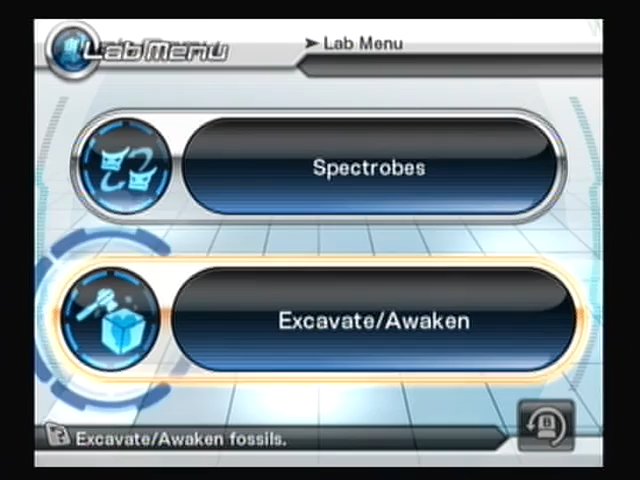 Lab Menu
Lab Menu
Spectrobes
Excavate/Awaken
Excavate/Awaken fossils.
B